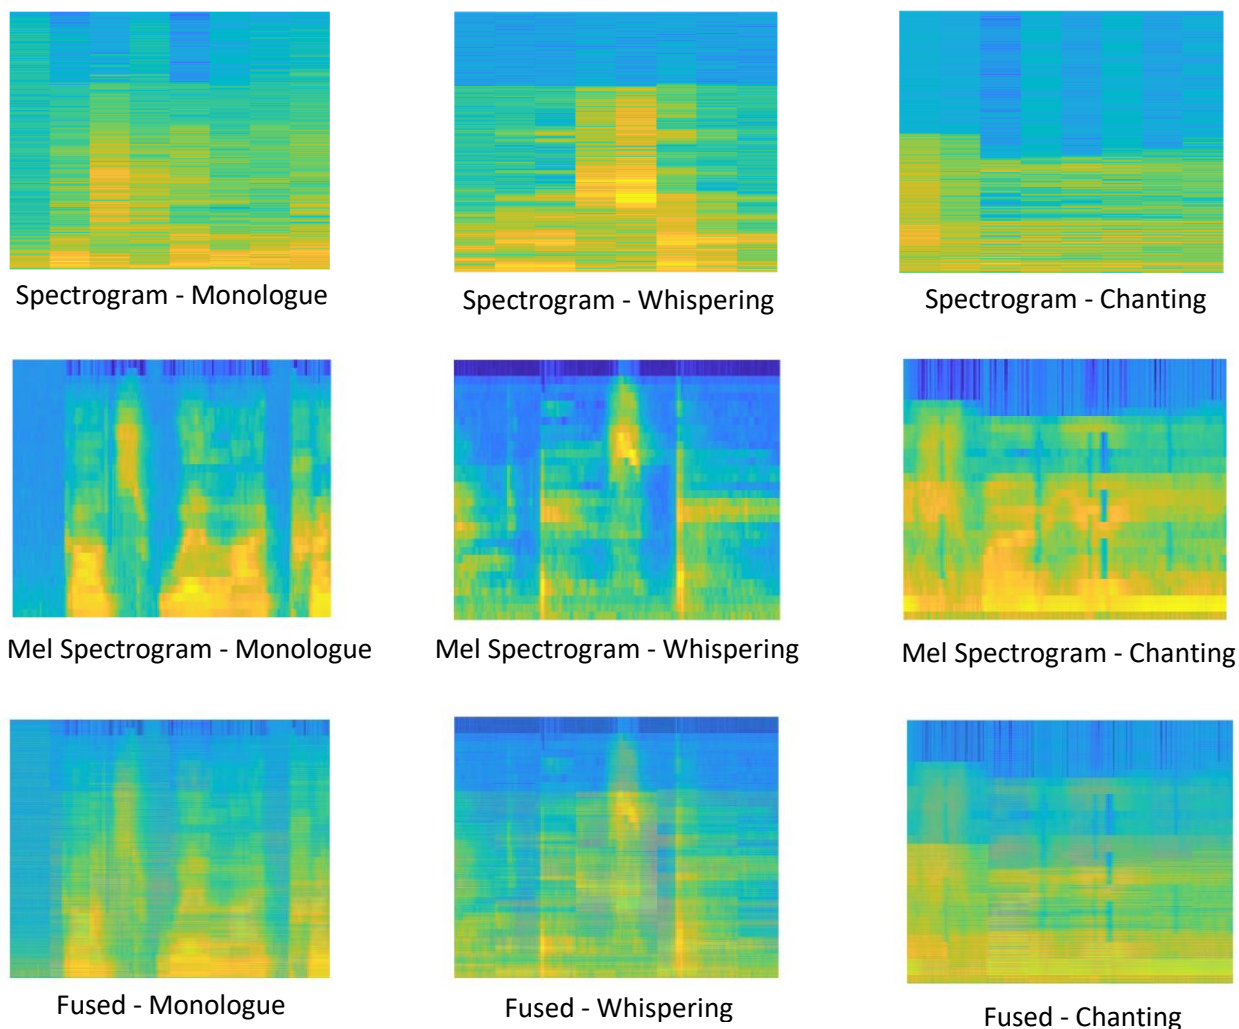 Spectrogram - Monologue
Spectrogram - Whispering
Spectrogram - Chanting
Mel Spectrogram - Monologue
Mel Spectrogram - Whispering
Mel Spectrogram - Chanting
Fused - Monologue
Fused - Whispering
Fused - Chanting